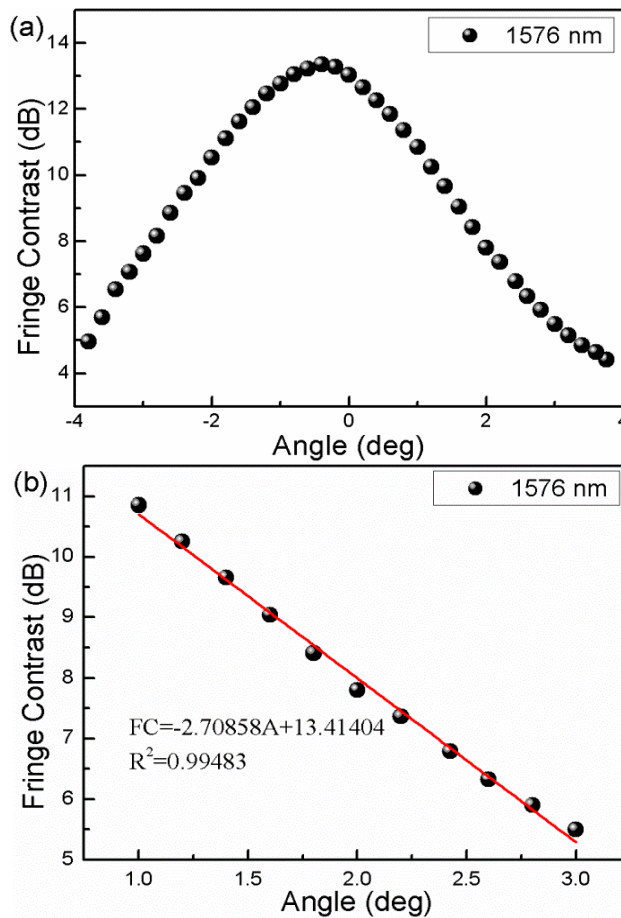 (a)
1576 nm
14
12
10
8
6
4
Fringe Contrast (dB)
-4
-2
0
2
4
Angle (deg)
(b)
1576 nm
11
10
9
8
7
6
5
Fringe Contrast (dB)
FC=-2.70858A+13.41404
R²=0.99483
1.0
1.5
2.0
2.5
3.0
Angle (deg)